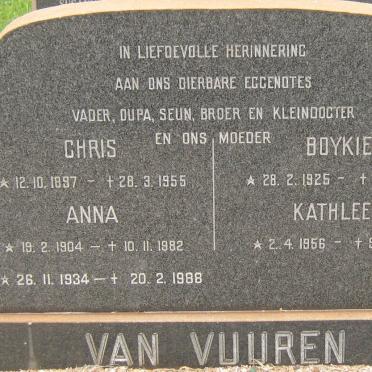 IN LIEFDEVOLLE HERINNERING
AAN ONS DIERBARE EGGENOTES
VADER, OUPA, SEUN, BROER EN KLEINDOGTER
EN ONS MOEDER
CHRIS
★ 12.10.1897 – † 28.3.1955
ANNA
★ 19.2.1904 – † 10.11.1982
★ 26.11.1934 – † 20.2.1988
BOYKIE
★ 28.2.1925 – †
KATHLEE
★ 2.4.1956 – †
VAN VUUREN